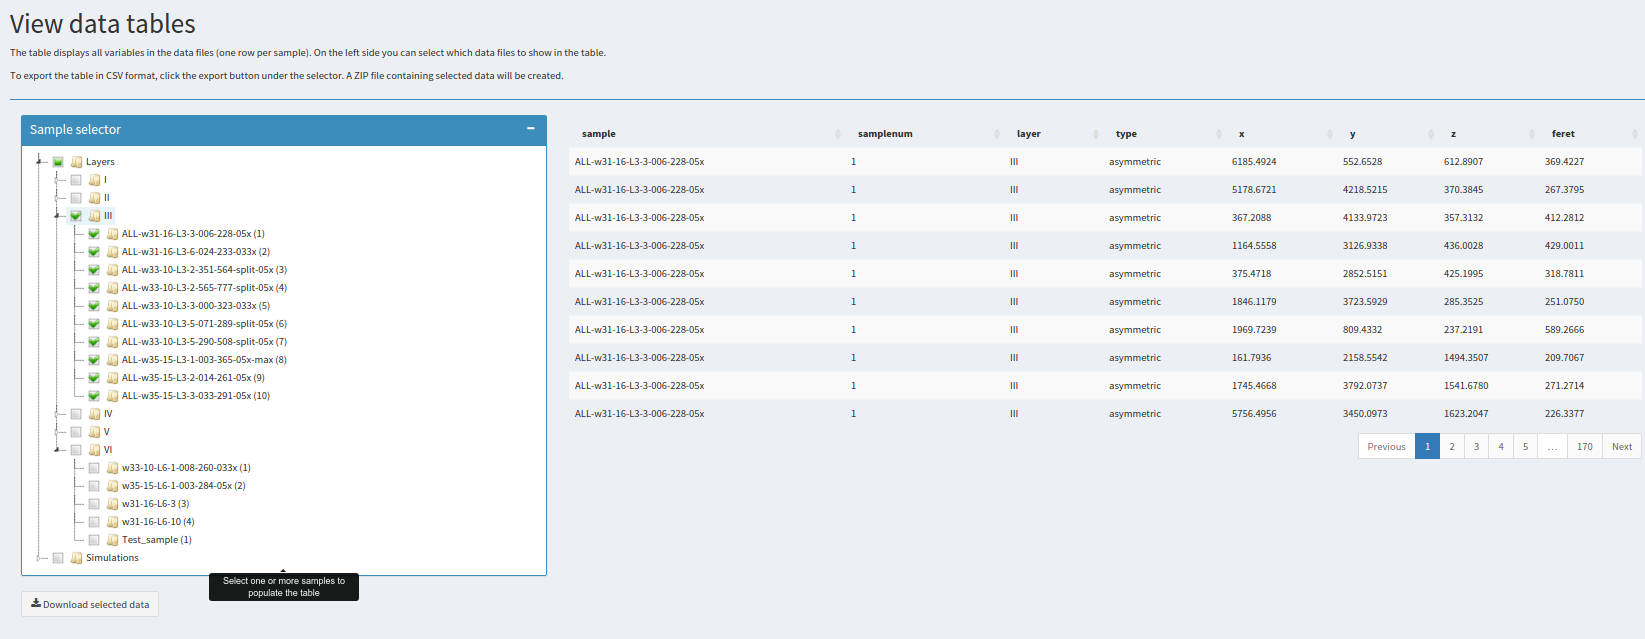 View data tables
The table displays all variables in the data files (one row per sample). On the left side you can select which data files to show in the table.
To export the table in CSV format, click the export button under the selector. A ZIP file containing selected data will be created.
Sample selector
Layers
I
II
III
ALL-w31-16-L3-3-006-228-05x (1)
ALL-w31-16-L3-6-024-233-033x (2)
ALL-w33-10-L3-2-351-564-split-05x (3)
ALL-w33-10-L3-2-565-777-split-05x (4)
ALL-w33-10-L3-3-000-323-033x (5)
ALL-w33-10-L3-5-071-289-split-05x (6)
ALL-w33-10-L3-5-290-508-split-05x (7)
ALL-w35-15-L3-1-003-365-05x-max (8)
ALL-w35-15-L3-2-014-261-05x (9)
ALL-w35-15-L3-3-033-291-05x (10)
IV
V
VI
w33-10-L6-1-008-260-033x (1)
w35-15-L6-1-003-284-05x (2)
w31-16-L6-3 (3)
w31-16-L6-10 (4)
Test_sample (1)
Simulations
Select one or more samples to
populate the table
Download selected data
sample samplenum layer type x y z feret
ALL-w31-16-L3-3-006-228-05x 1 III asymmetric 6185.4924 552.6528 612.8907 369.4227
ALL-w31-16-L3-3-006-228-05x 1 III asymmetric 5178.6721 4218.5215 370.3845 267.3795
ALL-w31-16-L3-3-006-228-05x 1 III asymmetric 367.2088 4133.9723 357.3132 412.2812
ALL-w31-16-L3-3-006-228-05x 1 III asymmetric 1164.5558 3126.9338 436.0028 429.0011
ALL-w31-16-L3-3-006-228-05x 1 III asymmetric 375.4718 2852.5151 425.1995 318.7811
ALL-w31-16-L3-3-006-228-05x 1 III asymmetric 1846.1179 3723.5929 285.3525 251.0750
ALL-w31-16-L3-3-006-228-05x 1 III asymmetric 1969.7239 809.4332 237.2191 589.2666
ALL-w31-16-L3-3-006-228-05x 1 III asymmetric 161.7936 2158.5542 1494.3507 209.7067
ALL-w31-16-L3-3-006-228-05x 1 III asymmetric 1745.4668 3792.0737 1541.6780 271.2714
ALL-w31-16-L3-3-006-228-05x 1 III asymmetric 5756.4956 3450.0973 1623.2047 226.3377
Previous 1 2 3 4 5 ... 170 Next